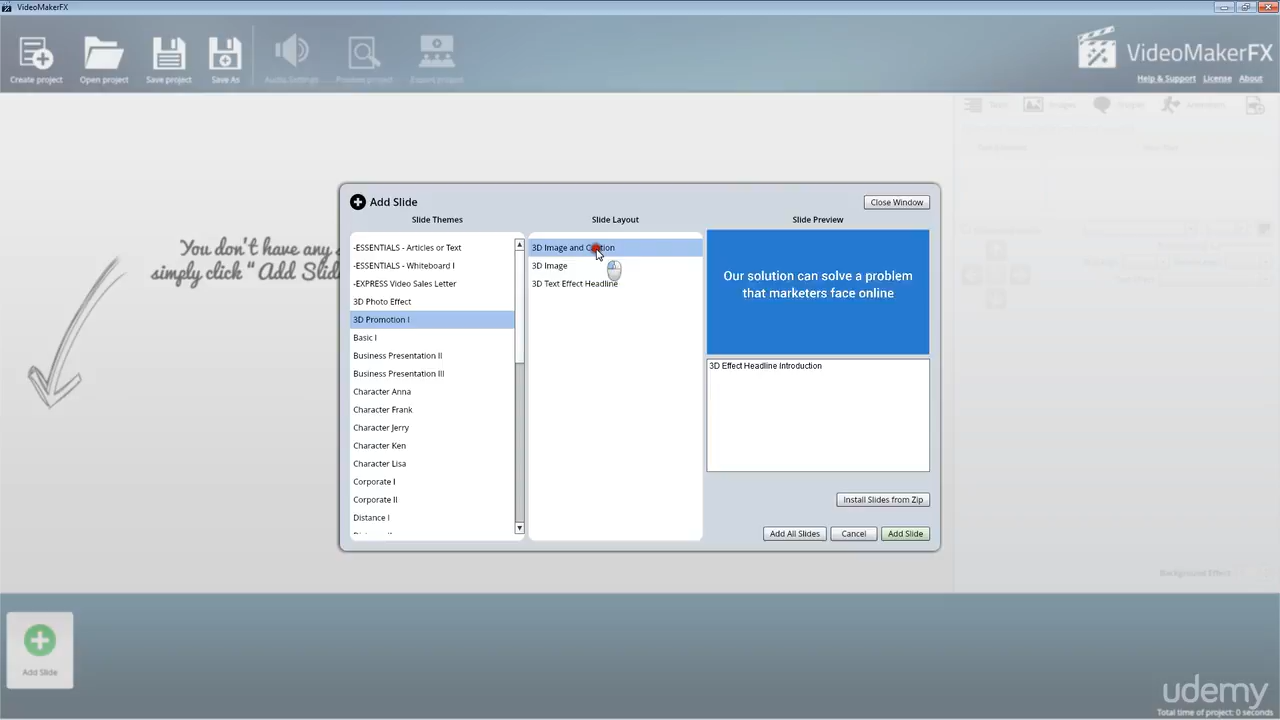 VideoMakerFX
Create project
Open project
Save project
Save As
Audio Settings
Preview project
Export project
VideoMakerFX
Help & Support
License
About
You don't have any
simply click " Add Slid
Add Slide
Close Window
Slide Themes
Slide Layout
Slide Preview
-ESSENTIALS - Articles or Text
-ESSENTIALS - Whiteboard I
-EXPRESS Video Sales Letter
3D Photo Effect
3D Promotion I
Basic I
Business Presentation II
Business Presentation III
Character Anna
Character Frank
Character Jerry
Character Ken
Character Lisa
Corporate I
Corporate II
Distance I
3D Image and Caption
3D Image
3D Text Effect Headline
Our solution can solve a problem
that marketers face online
3D Effect Headline Introduction
Install Slides from Zip
Add All Slides
Cancel
Add Slide
Background Effect
Add Slide
udemy
Total time of project: 0 seconds